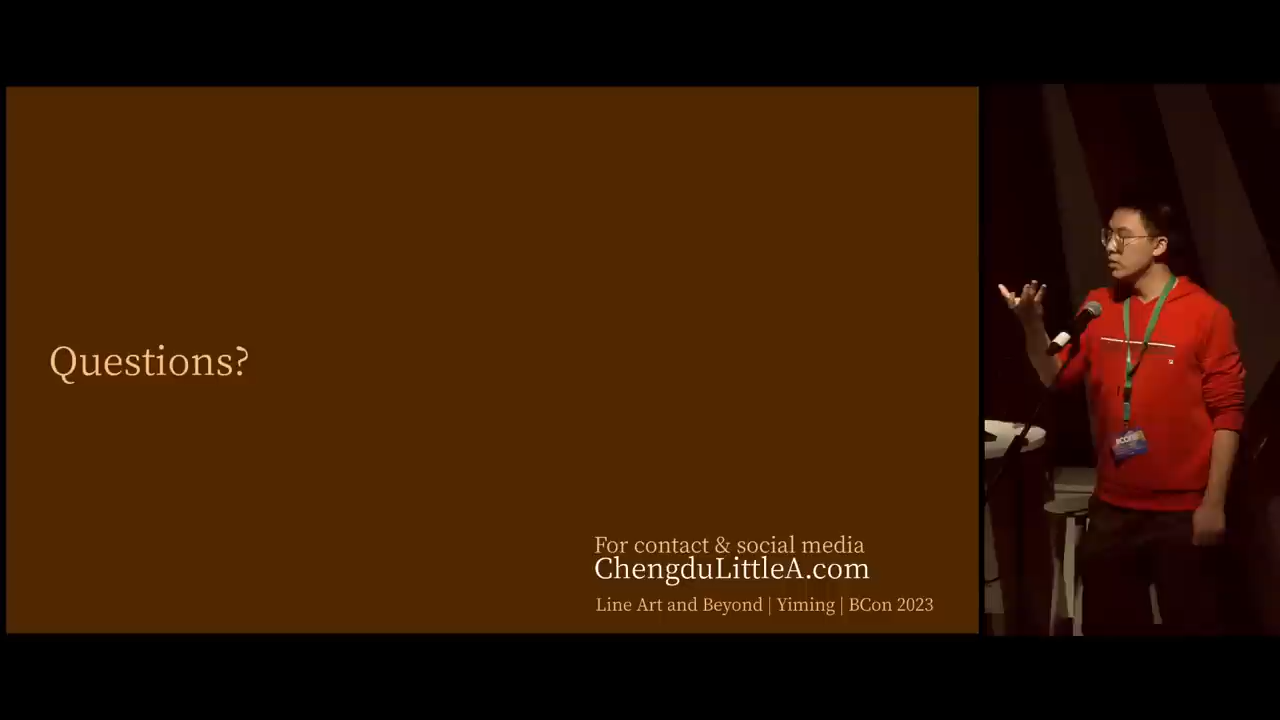 Questions?
For contact & social media
ChengduLittleA.com
Line Art and Beyond | Yiming | BCon 2023